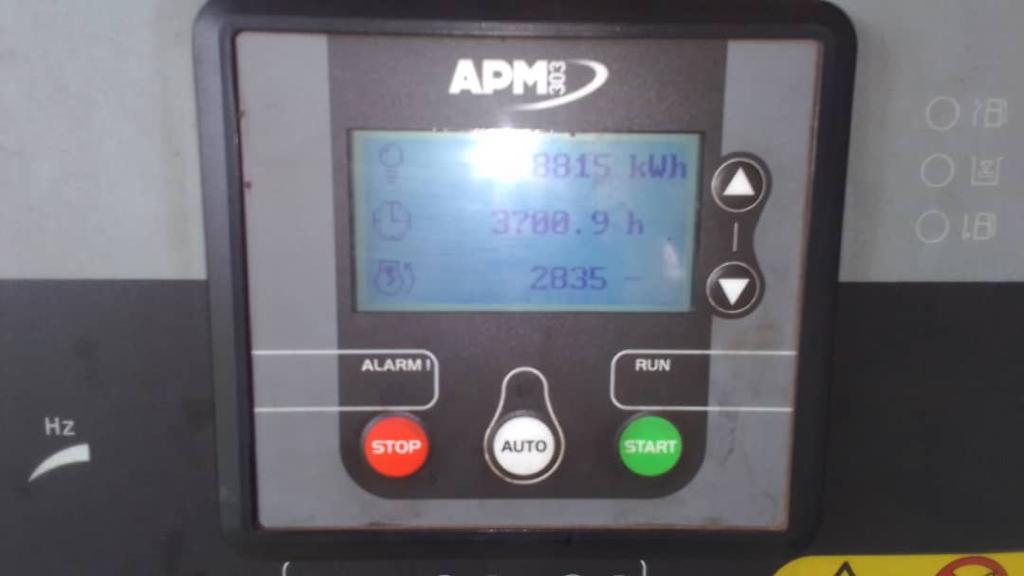 APM 303
8815 kWh
3700.9 h
2835 -
ALARM!
RUN
Hz
STOP
AUTO
START